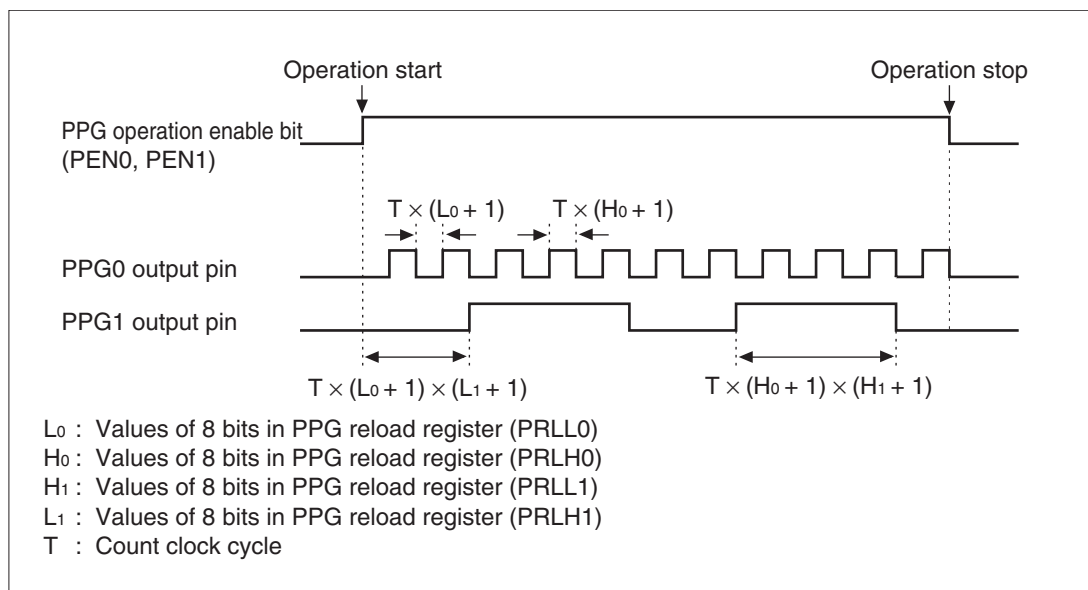 Operation start
Operation stop
PPG operation enable bit
(PEN0, PEN1)
T × (L0 + 1)
T × (H0 + 1)
PPG0 output pin
PPG1 output pin
T × (L0 + 1) × (L1 + 1)
T × (H0 + 1) × (H1 + 1)
L0 : Values of 8 bits in PPG reload register (PRLL0)
H0 : Values of 8 bits in PPG reload register (PRLH0)
H1 : Values of 8 bits in PPG reload register (PRLL1)
L1 : Values of 8 bits in PPG reload register (PRLH1)
T : Count clock cycle